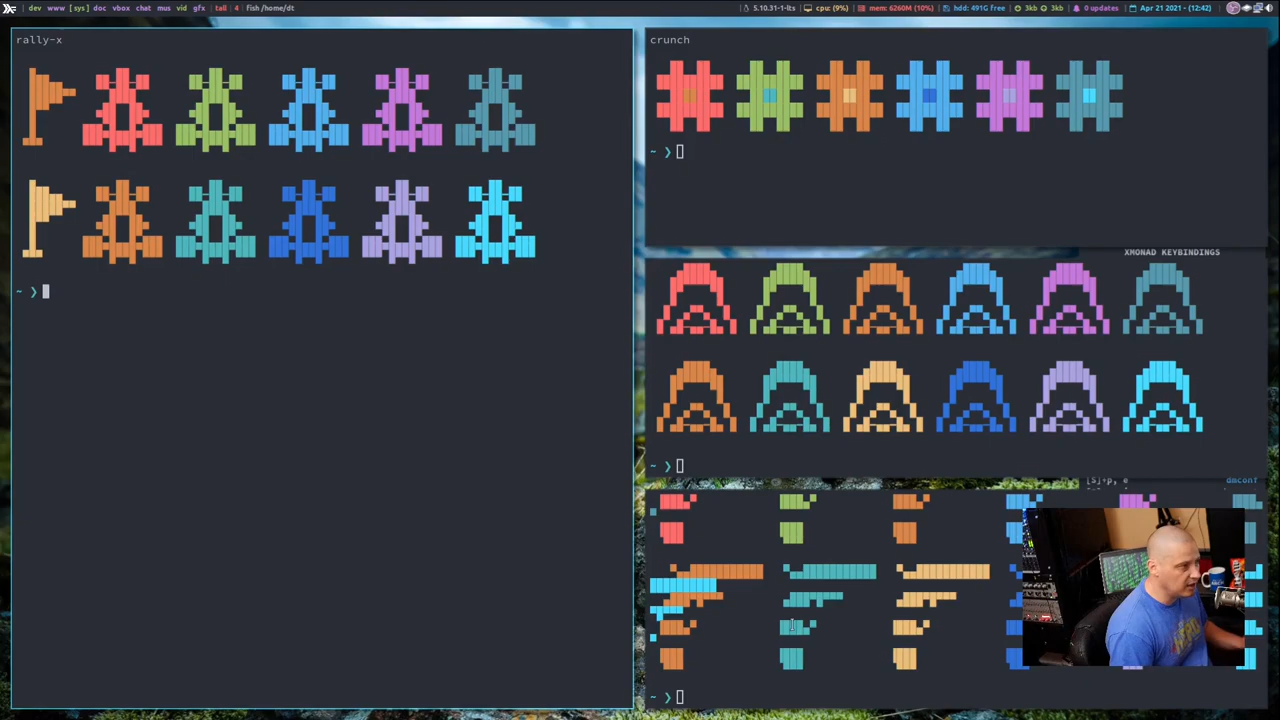 dev www [sys] doc vbox chat mus vid gfx | tall | 4 | fish /home/dt
5.10.31-1-lts | cpu: (9%) | mem: 6260M (10%) | hdd: 491G free | 3kb 3kb | 0 updates | Apr 21 2021 - (12:42)
rally-x
~ ❯
crunch
~ ❯
XMONAD KEYBINDINGS
~ ❯
[S]+p, e dmconf
~ ❯